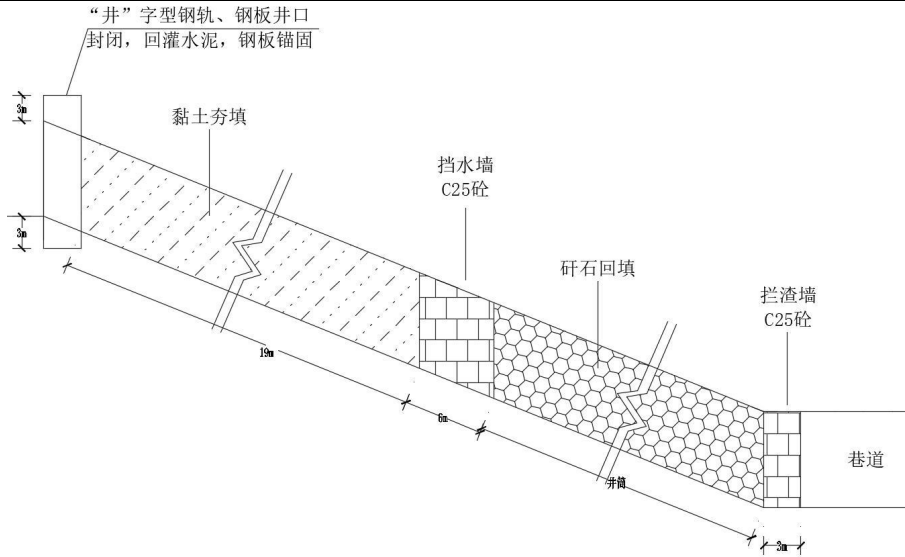 “井”字型钢轨、钢板井口
封闭，回灌水泥，钢板锚固
3m
黏土夯填
挡水墙
C25砼
3m
矸石回填
拦渣墙
C25砼
19m
6m
巷道
井筒
3m